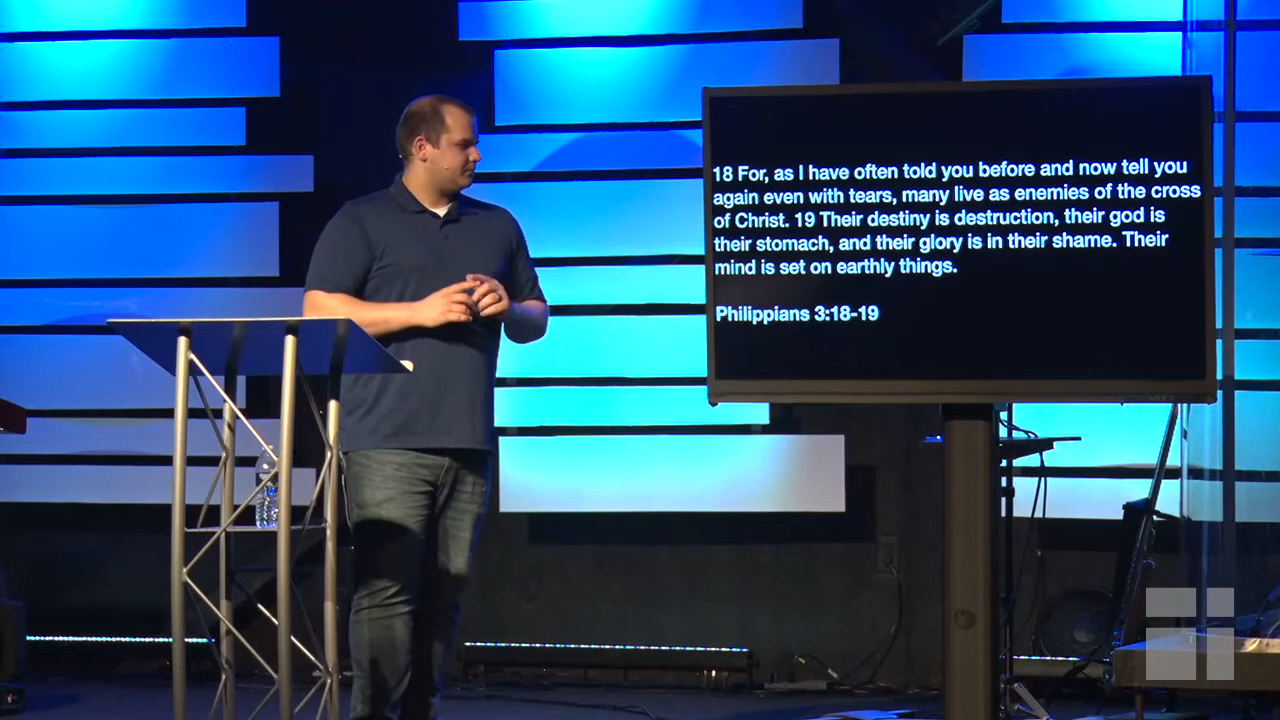 18 For, as I have often told you before and now tell you
again even with tears, many live as enemies of the cross
of Christ. 19 Their destiny is destruction, their god is
their stomach, and their glory is in their shame. Their
mind is set on earthly things.
Philippians 3:18-19